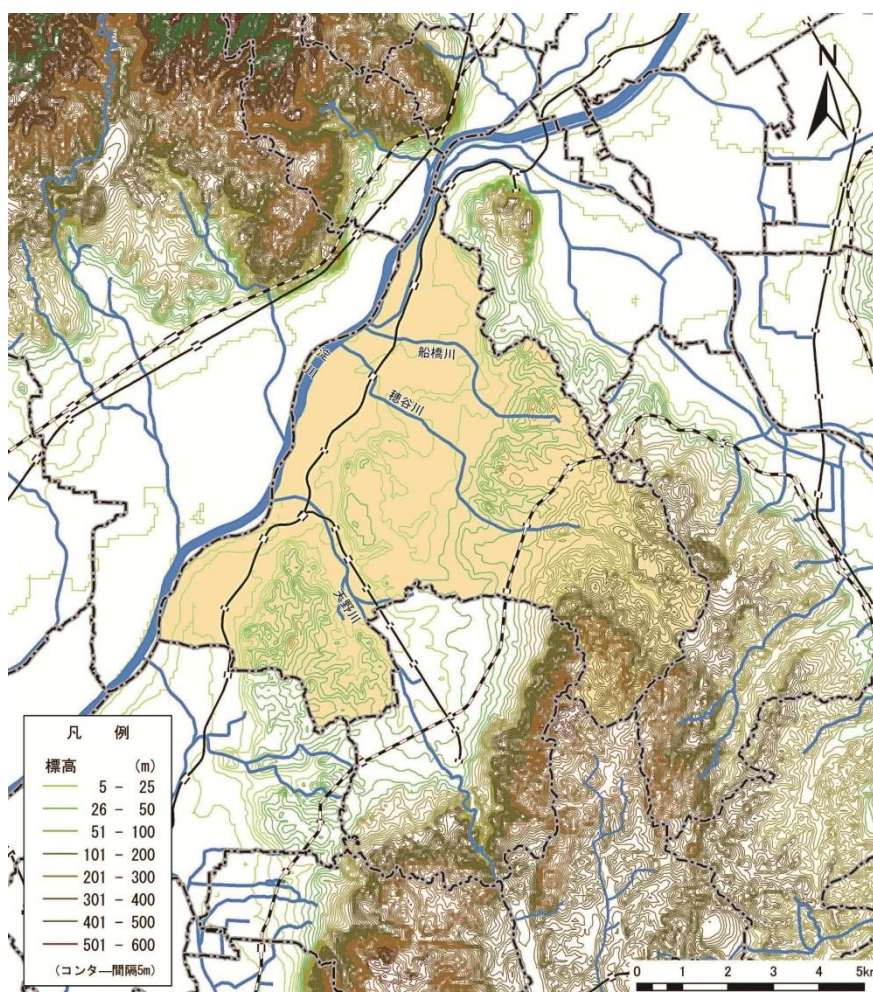 N
淀川
船橋川
穂谷川
天野川
凡 例
標高 (m)
5 - 25
26 - 50
51 - 100
101 - 200
201 - 300
301 - 400
401 - 500
501 - 600
(コンター間隔5m)
0 1 2 3 4 5km